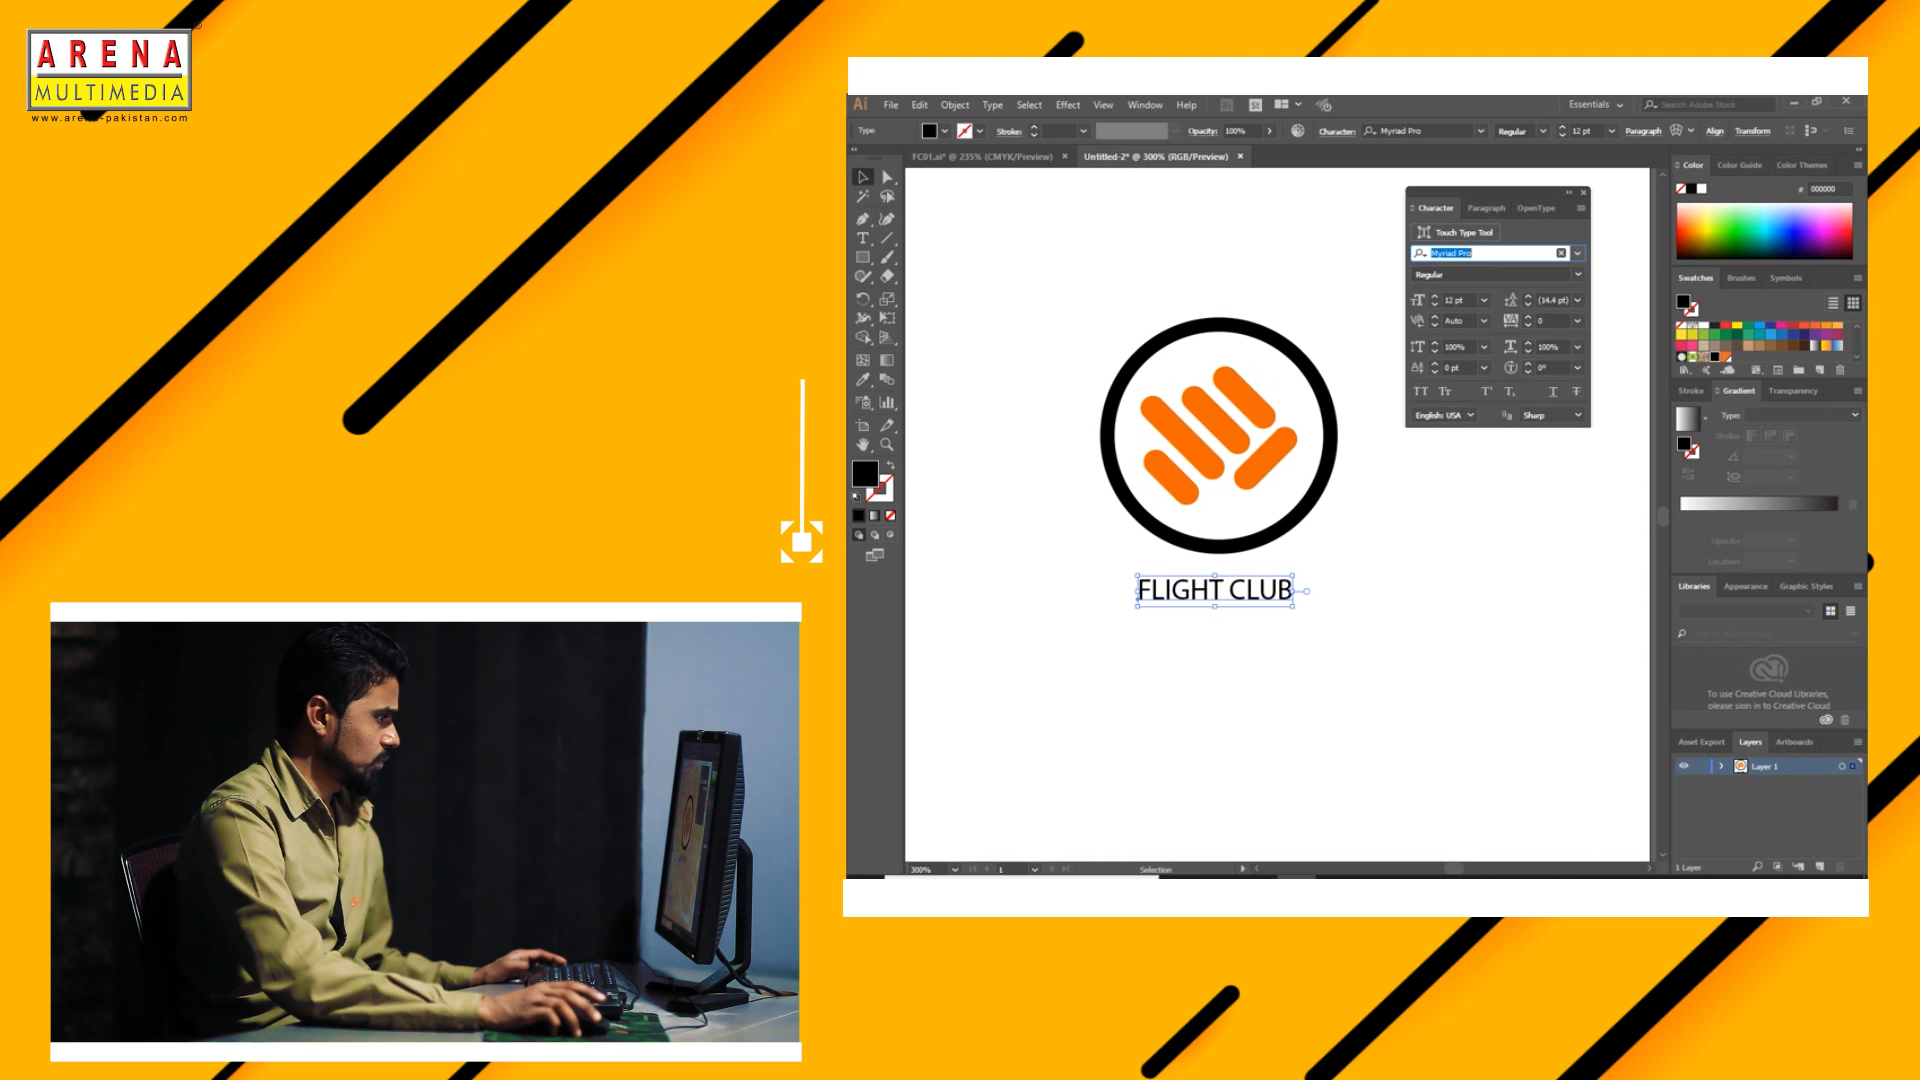 ARENA
MULTIMEDIA
www.arena-pakistan.com
Ai File Edit Object Type Select Effect View Window Help Br St Essentials Search Adobe Stock
Type Stroke: Opacity: 100% Character: Myriad Pro Regular 12 pt Paragraph Align Transform
FC01.ai* @ 235% (CMYK/Preview) Untitled-2* @ 300% (RGB/Preview)
Character Paragraph OpenType
Touch Type Tool
Myriad Pro
Regular
12 pt (14.4 pt)
Auto 0
100% 100%
0 pt 0°
English: USA Sharp
FLIGHT CLUB
Color Color Guide Color Themes
# 000000
Swatches Brushes Symbols
Stroke Gradient Transparency
Type:
Stroke:
Opacity:
Location:
Libraries Appearance Graphic Styles
To use Creative Cloud Libraries,
please sign in to Creative Cloud
Asset Export Layers Artboards
Layer 1
1 Layer
300% 1 Selection